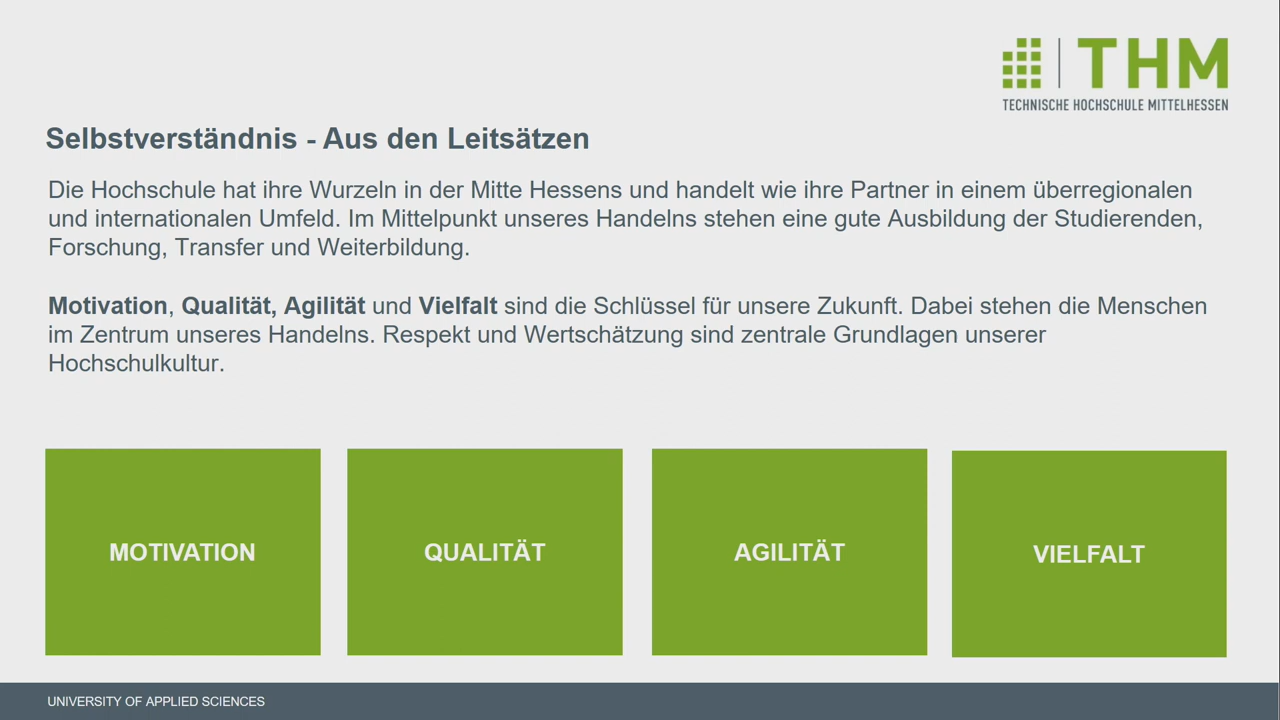 THM
TECHNISCHE HOCHSCHULE MITTELHESSEN
Selbstverständnis - Aus den Leitsätzen
Die Hochschule hat ihre Wurzeln in der Mitte Hessens und handelt wie ihre Partner in einem überregionalen
und internationalen Umfeld. Im Mittelpunkt unseres Handelns stehen eine gute Ausbildung der Studierenden,
Forschung, Transfer und Weiterbildung.
Motivation, Qualität, Agilität und Vielfalt sind die Schlüssel für unsere Zukunft. Dabei stehen die Menschen
im Zentrum unseres Handelns. Respekt und Wertschätzung sind zentrale Grundlagen unserer
Hochschulkultur.
MOTIVATION
QUALITÄT
AGILITÄT
VIELFALT
UNIVERSITY OF APPLIED SCIENCES